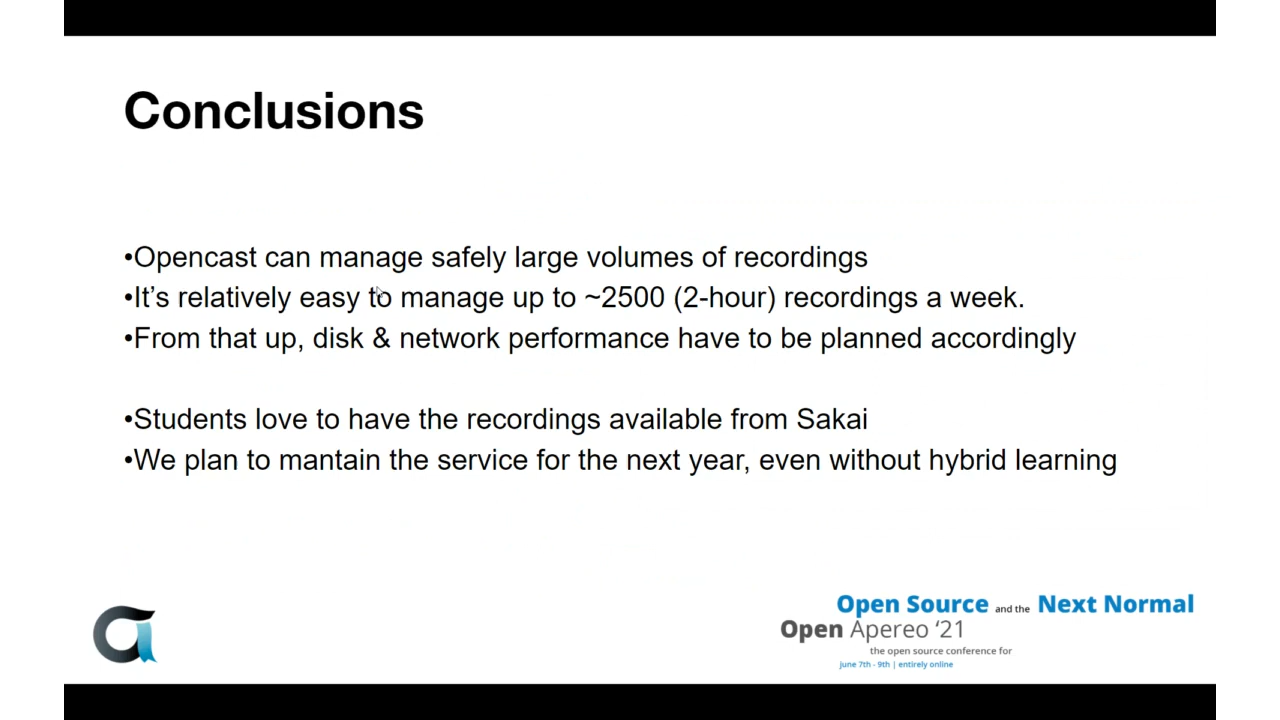 Conclusions
•Opencast can manage safely large volumes of recordings
•It’s relatively easy to manage up to ~2500 (2-hour) recordings a week.
•From that up, disk & network performance have to be planned accordingly
•Students love to have the recordings available from Sakai
•We plan to mantain the service for the next year, even without hybrid learning
Open Source and the Next Normal
Open Apereo ‘21
the open source conference for
June 7th - 9th | entirely online